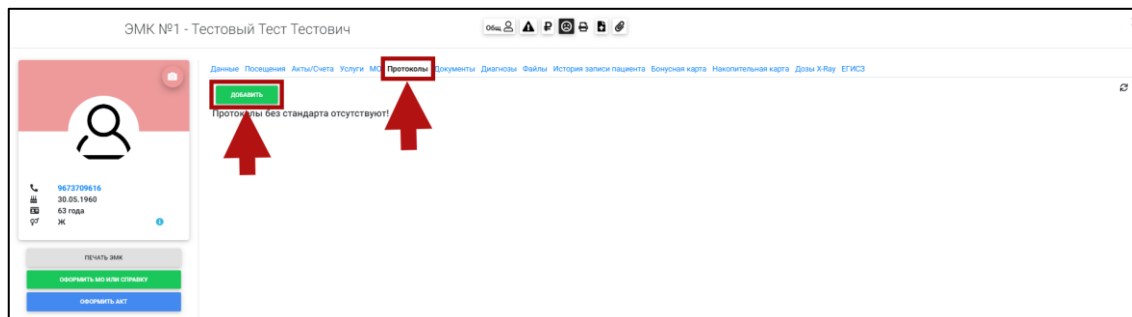 ЭМК №1 - Тестовый Тест Тестович
Общ
Данные Посещения Акты/Счета Услуги МО Протоколы Документы Диагнозы Файлы История записи пациента Бонусная карта Накопительная карта Дозы X-Ray ЕГИСЗ
ДОБАВИТЬ
Протоколы без стандарта отсутствуют!
9673709616
30.05.1960
63 года
Ж
ПЕЧАТЬ ЭМК
ОФОРМИТЬ МО ИЛИ СПРАВКУ
ОФОРМИТЬ АКТ